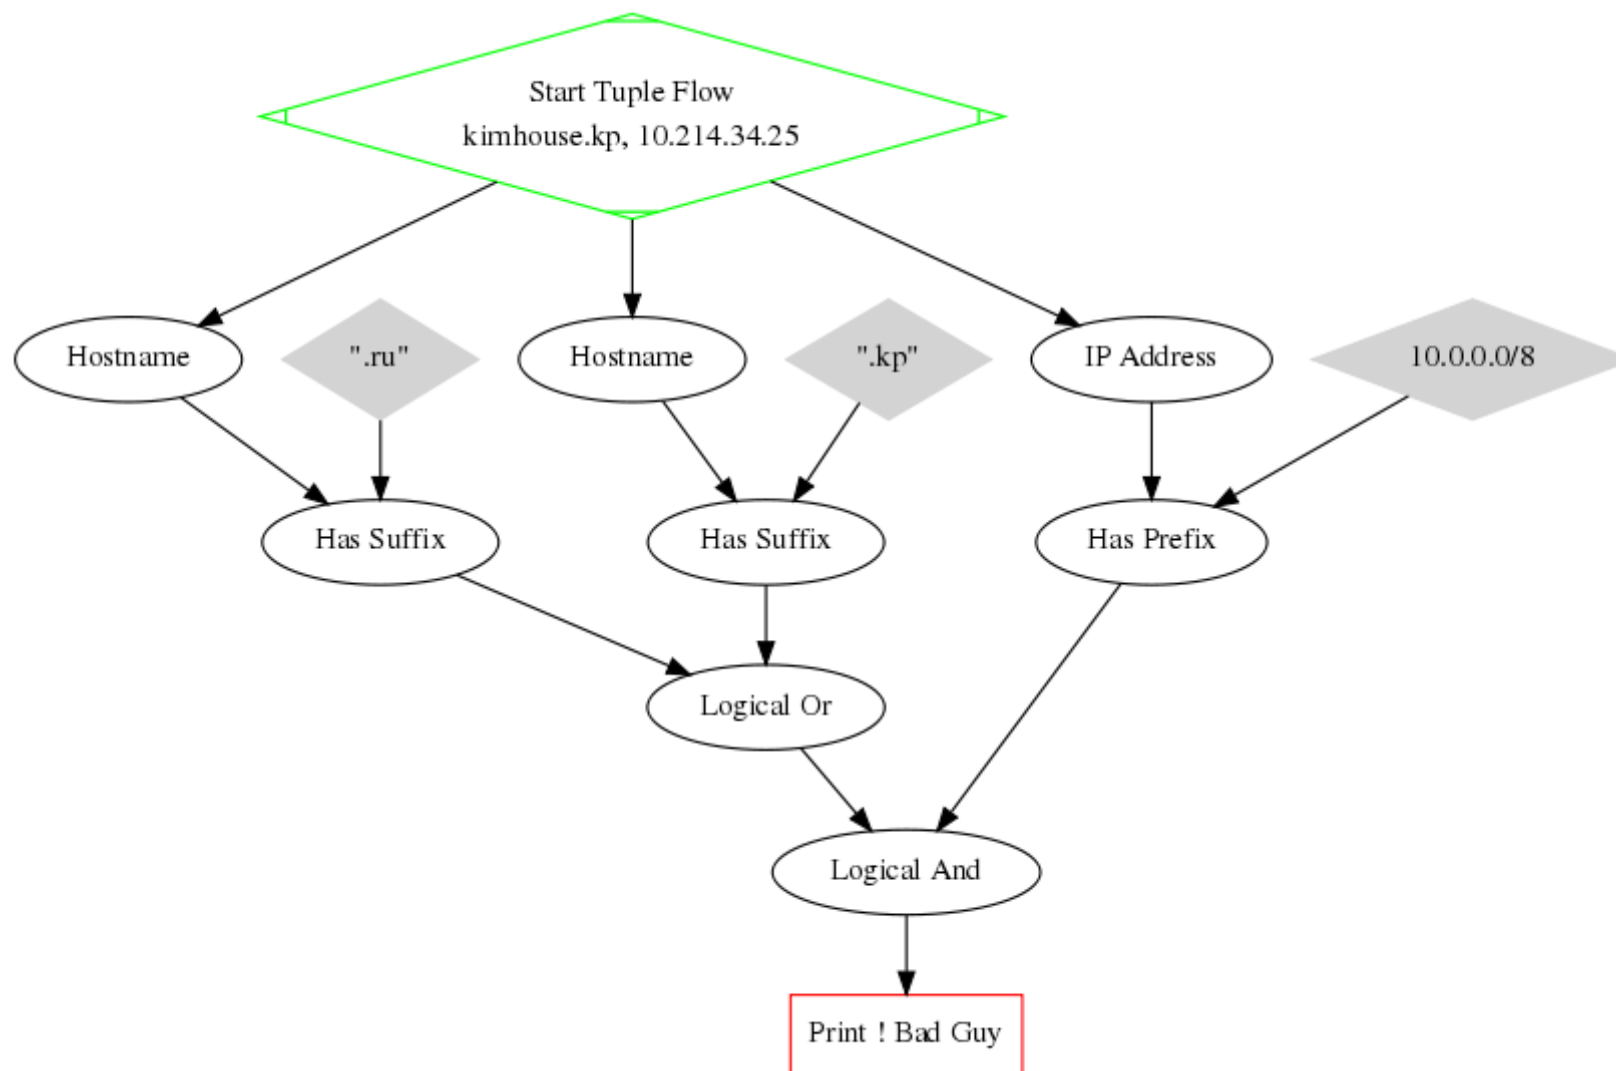 Start Tuple Flow
kimhouse.kp, 10.214.34.25
Hostname
".ru"
Hostname
".kp"
IP Address
10.0.0.0/8
Has Suffix
Has Suffix
Has Prefix
Logical Or
Logical And
Print ! Bad Guy